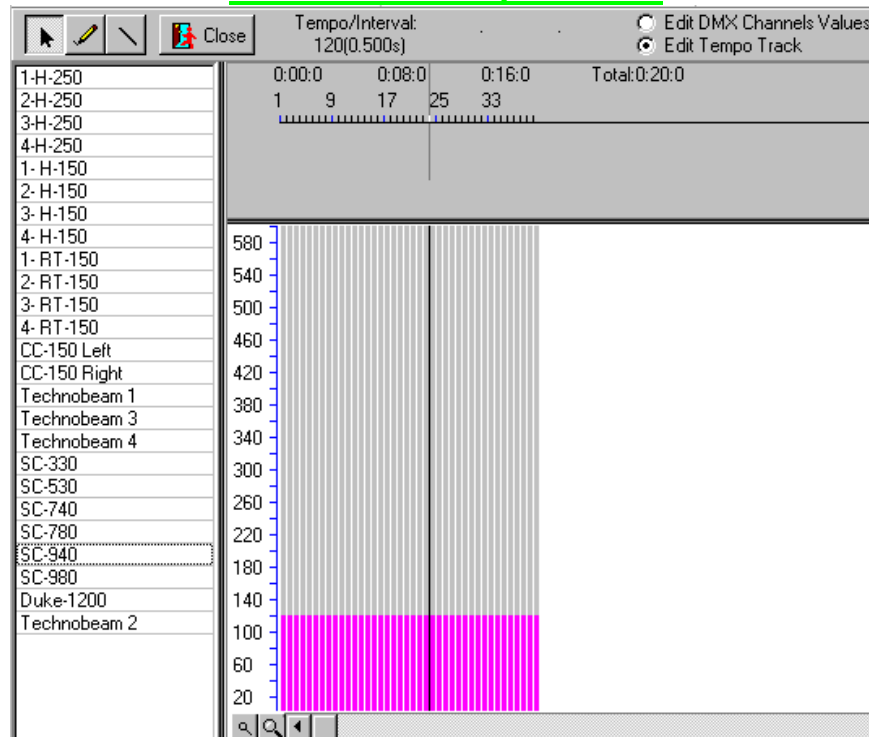 Tempo/Interval:
120(0.500s)
Close
Edit DMX Channels Values
Edit Tempo Track
1-H-250
2-H-250
3-H-250
4-H-250
1- H-150
2- H-150
3- H-150
4- H-150
1- RT-150
2- RT-150
3- RT-150
4- RT-150
CC-150 Left
CC-150 Right
Technobeam 1
Technobeam 3
Technobeam 4
SC-330
SC-530
SC-740
SC-780
SC-940
SC-980
Duke-1200
Technobeam 2
0:00:0 0:08:0 0:16:0 Total:0:20:0
1 9 17 25 33
580
540
500
460
420
380
340
300
260
220
180
140
100
60
20